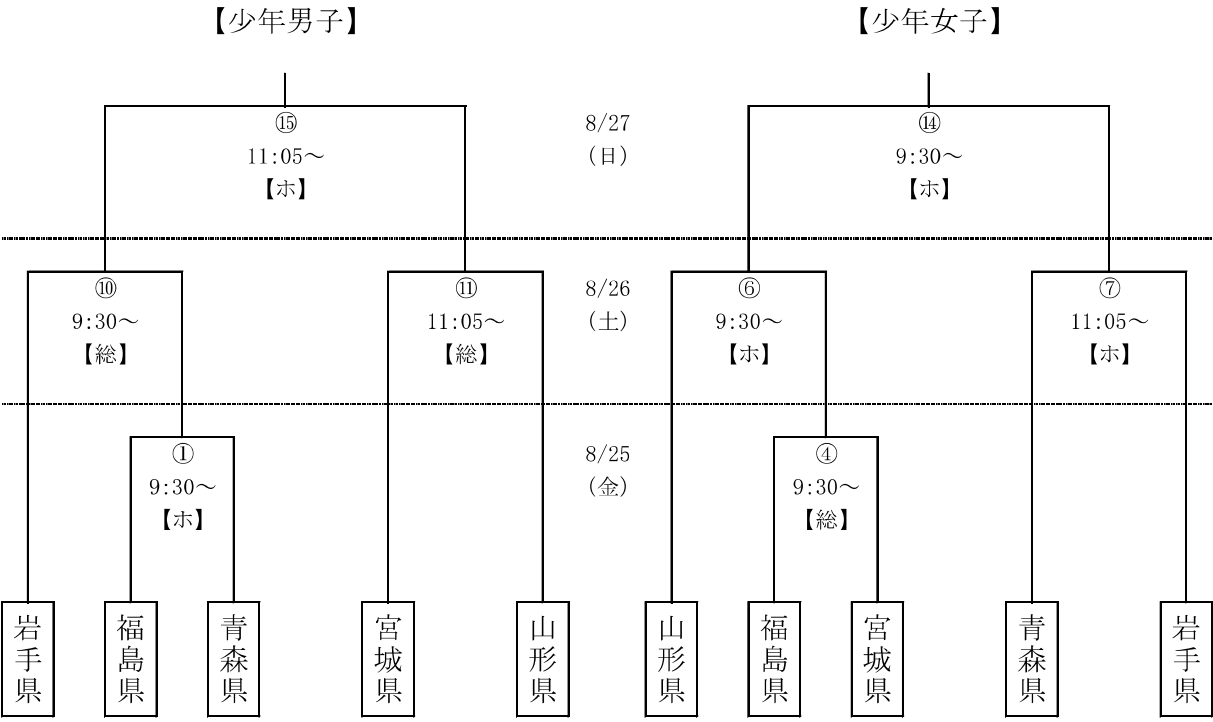 【少年男子】
【少年女子】
⑮
11:05～
【ホ】
8/27
(日)
⑭
9:30～
【ホ】
⑩
9:30～
【総】
⑪
11:05～
【総】
8/26
(土)
⑥
9:30～
【ホ】
⑦
11:05～
【ホ】
①
9:30～
【ホ】
8/25
(金)
④
9:30～
【総】
岩手県
福島県
青森県
宮城県
山形県
山形県
福島県
宮城県
青森県
岩手県